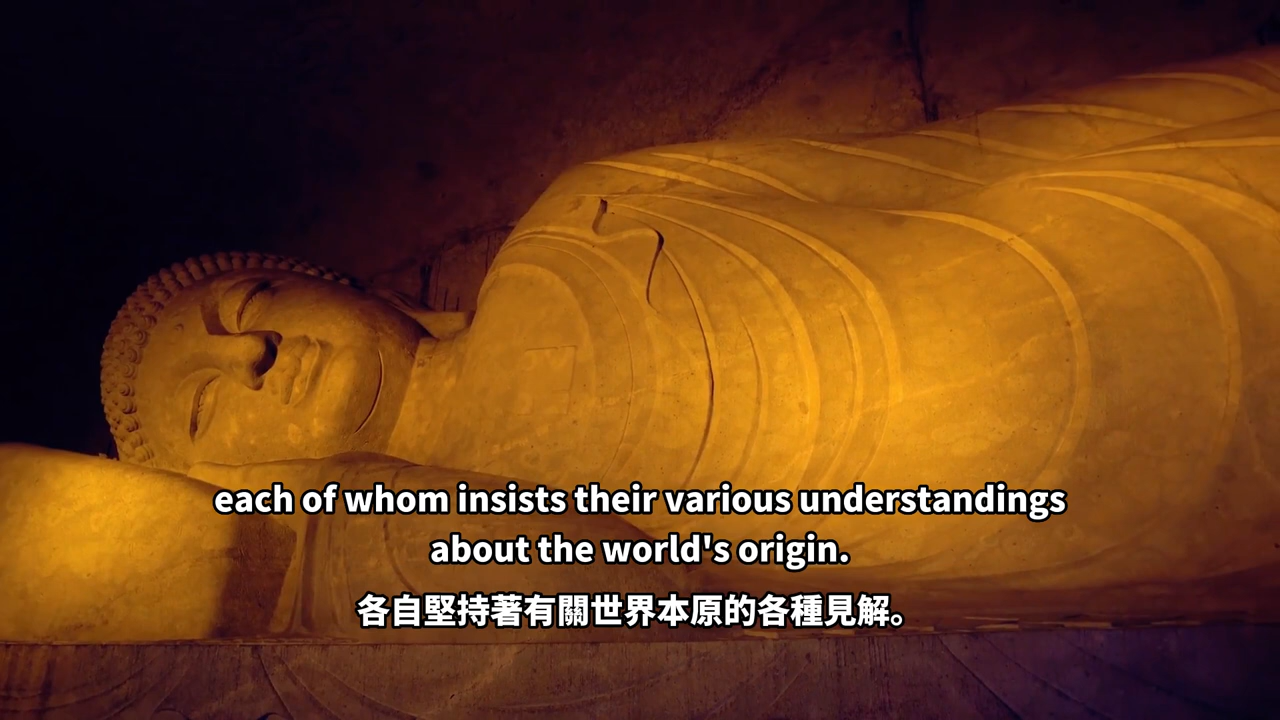 each of whom insists their various understandings
about the world's origin.
各自堅持著有關世界本原的各種見解。